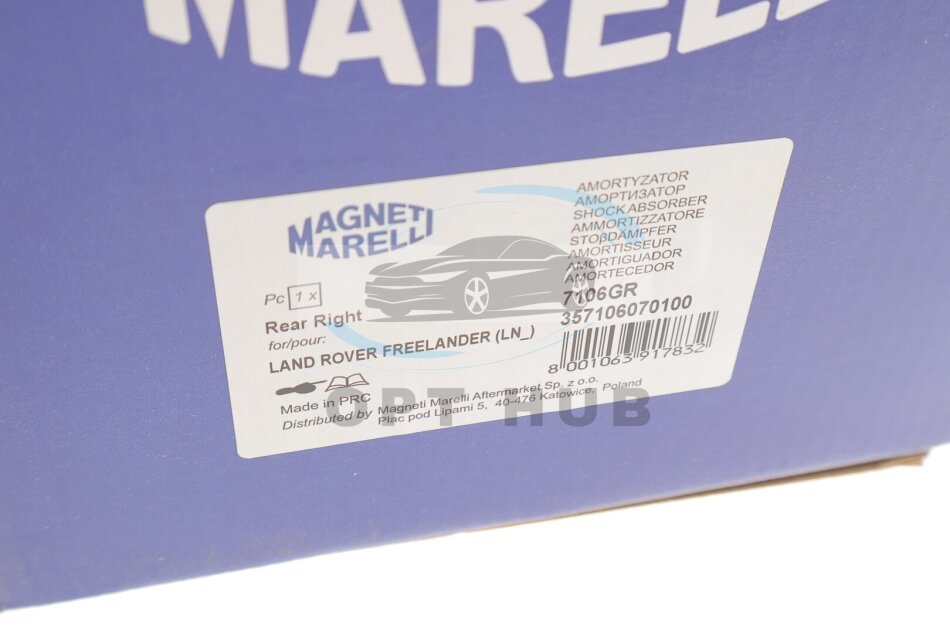 MARELLI
MAGNETI
MARELLI
AMORTYZATOR
АМОРТИЗАТОР
SHOCK ABSORBER
AMMORTIZZATORE
STOßDÄMPFER
AMORTISSEUR
AMORTIGUADOR
AMORTECEDOR
7106GR
357106070100
8 001063 917832
Pc 1 x
Rear Right
for/pour:
LAND ROVER FREELANDER (LN_)
Made in PRC
Distributed by Magneti Marelli Aftermarket Sp. z o.o.
Plac pod Lipami 5, 40-476 Katowice, Poland
OPT HUB